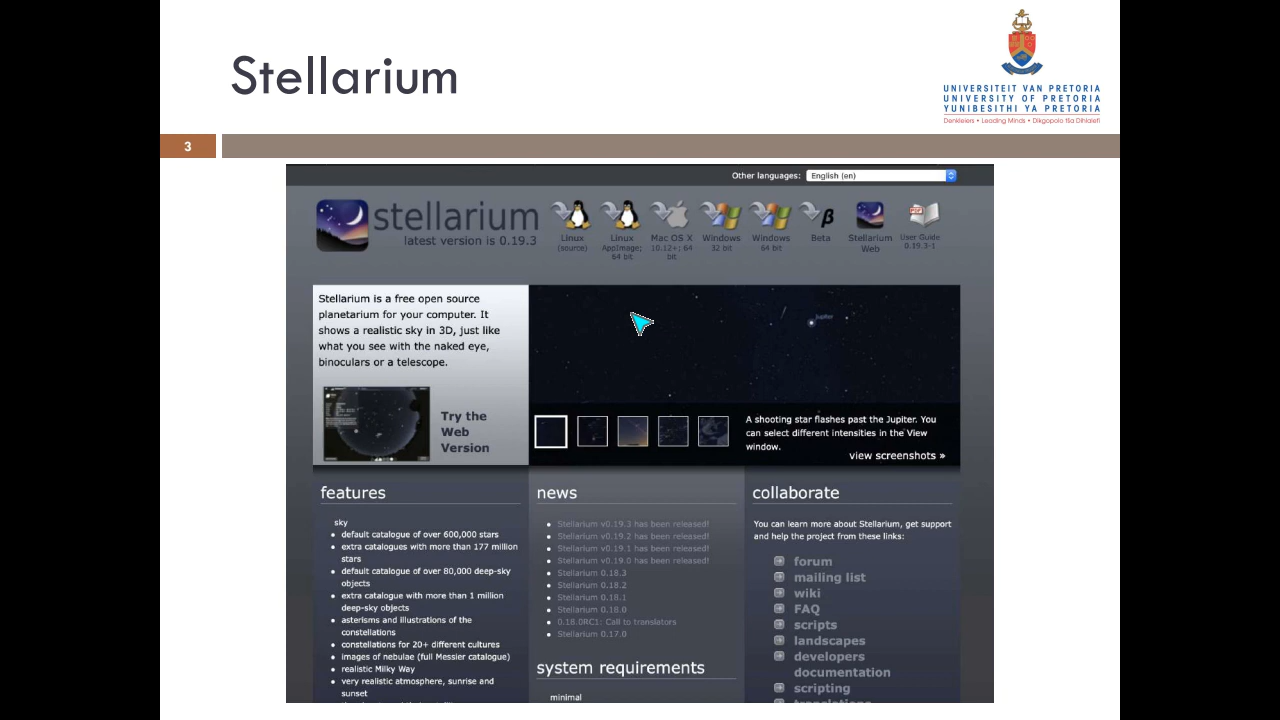 Stellarium
UNIVERSITEIT VAN PRETORIA
UNIVERSITY OF PRETORIA
YUNIBESITHI YA PRETORIA
Denkleiers • Leading Minds • Dikgopolo tša Dihlalefi
3
Other languages: English (en)
stellarium
latest version is 0.19.3
Linux
(source)
Linux
AppImage;
64 bit
Mac OS X
10.12+; 64
bit
Windows
32 bit
Windows
64 bit
β
Beta
Stellarium
Web
PDF
User Guide
0.19.3-1
Stellarium is a free open source
planetarium for your computer. It
shows a realistic sky in 3D, just like
what you see with the naked eye,
binoculars or a telescope.
Try the
Web
Version
Jupiter
A shooting star flashes past the Jupiter. You
can select different intensities in the View
window.
view screenshots »
features
sky
default catalogue of over 600,000 stars
extra catalogues with more than 177 million
stars
default catalogue of over 80,000 deep-sky
objects
extra catalogue with more than 1 million
deep-sky objects
asterisms and illustrations of the
constellations
constellations for 20+ different cultures
images of nebulae (full Messier catalogue)
realistic Milky Way
very realistic atmosphere, sunrise and
sunset
news
Stellarium v0.19.3 has been released!
Stellarium v0.19.2 has been released!
Stellarium v0.19.1 has been released!
Stellarium v0.19.0 has been released!
Stellarium 0.18.3
Stellarium 0.18.2
Stellarium 0.18.1
Stellarium 0.18.0
0.18.0RC1: Call to translators
Stellarium 0.17.0
system requirements
minimal
collaborate
You can learn more about Stellarium, get support
and help the project from these links:
forum
mailing list
wiki
FAQ
scripts
landscapes
developers
documentation
scripting
translations